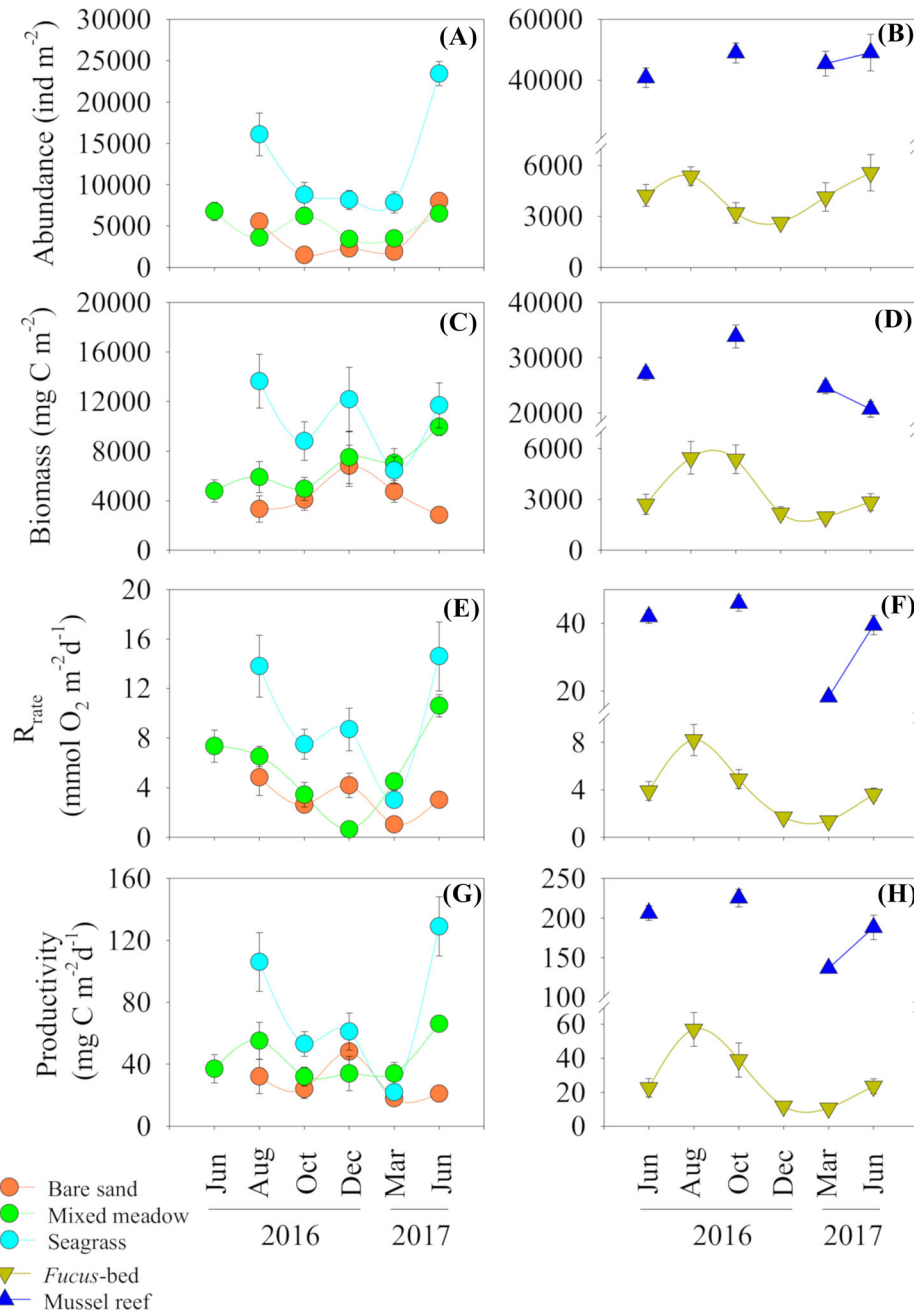 (A)
Abundance (ind m-2)
30000
25000
20000
15000
10000
5000
0
(B)
60000
40000
6000
3000
0
(C)
Biomass (mg C m-2)
20000
16000
12000
8000
4000
0
(D)
40000
30000
20000
6000
3000
0
(E)
Rrate
(mmol O2 m-2d-1)
20
16
12
8
4
0
(F)
40
20
8
4
0
(G)
Productivity
(mg C m-2d-1)
160
120
80
40
0
(H)
250
200
150
100
60
40
20
0
Jun Aug Oct Dec Mar Jun
2016 2017
Jun Aug Oct Dec Mar Jun
2016 2017
Bare sand
Mixed meadow
Seagrass
Fucus-bed
Mussel reef